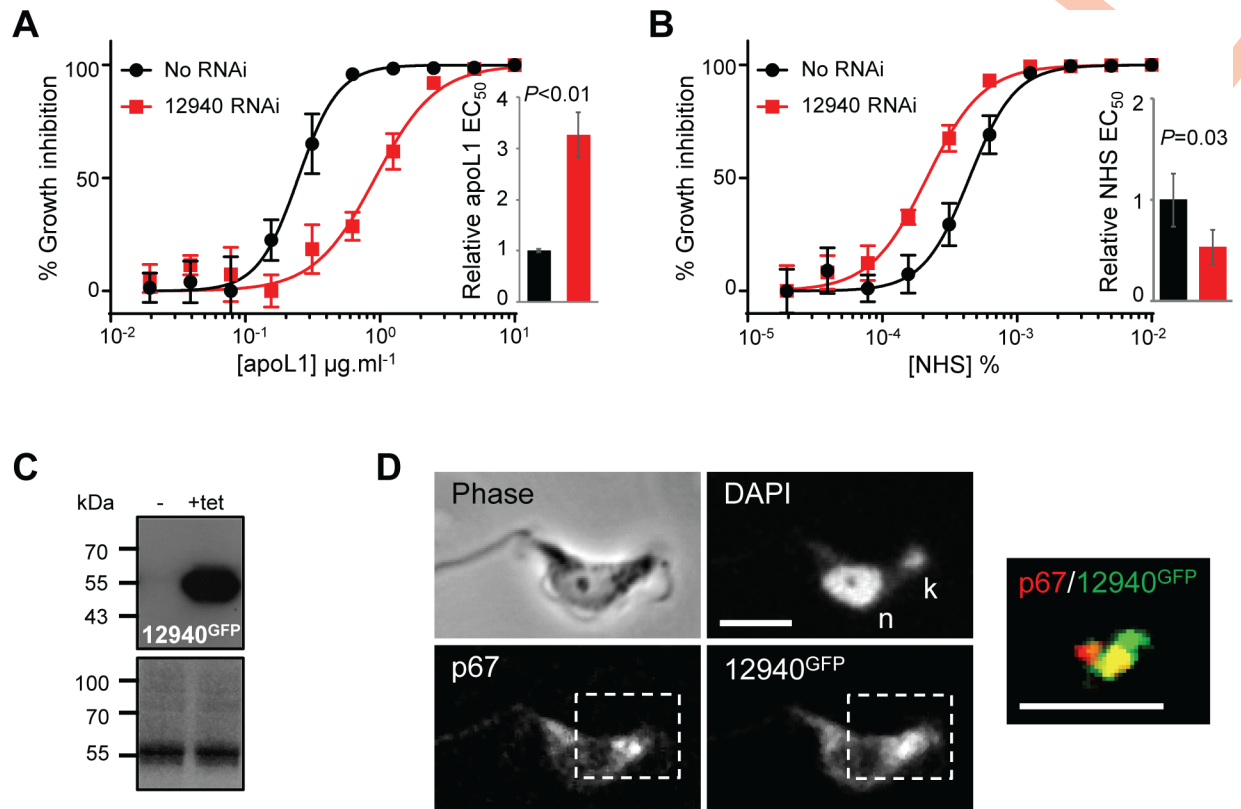 A
100
50
0
% Growth inhibition
No RNAi
12940 RNAi
10⁻²
10⁻¹
10⁰
10¹
[apoL1] µg.ml⁻¹
P<0.01
4
3
2
1
0
Relative apoL1 EC₅₀
B
100
50
0
% Growth inhibition
No RNAi
12940 RNAi
10⁻⁵
10⁻⁴
10⁻³
10⁻²
[NHS] %
P=0.03
2
1
0
Relative NHS EC₅₀
C
kDa
- +tet
70
55
43
12940ᴳᶠᴾ
100
70
55
D
Phase
DAPI
n
k
p67
12940ᴳᶠᴾ
p67/12940ᴳᶠᴾ